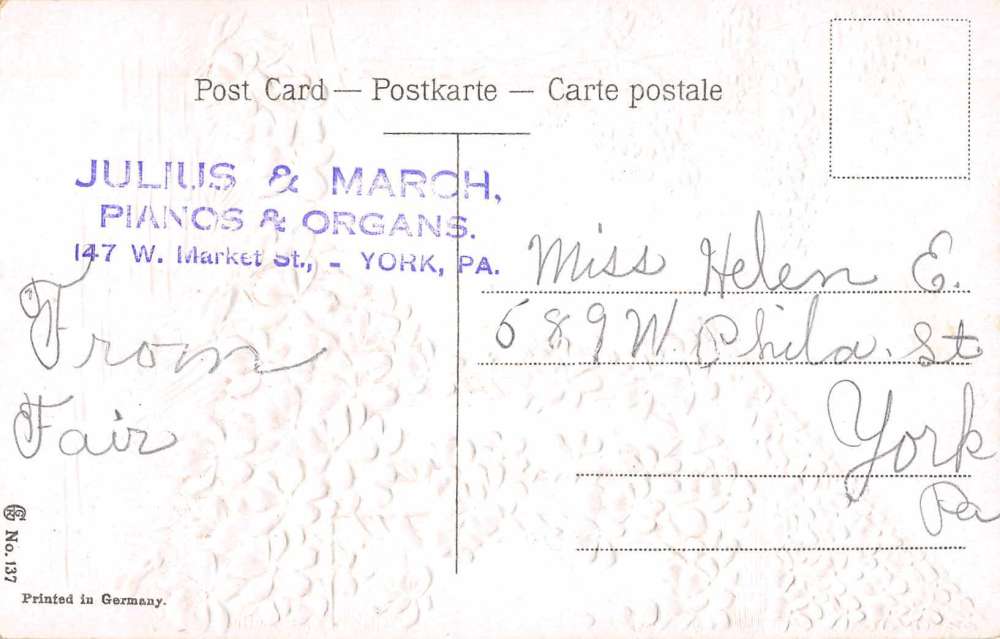 Post Card — Postkarte — Carte postale
JULIUS & MARCH,
PIANOS & ORGANS.
147 W. Market St., - YORK, PA.
From
Fair
Miss Helen E.
589 W Phila. St
York
Pa
No. 137
Printed in Germany.